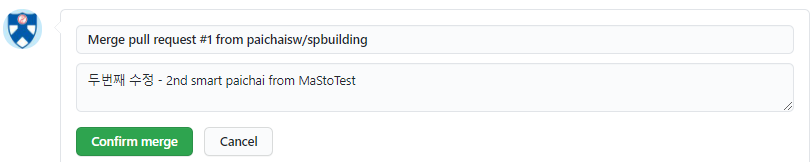 Merge pull request #1 from paichaisw/spbuilding
두번째 수정 - 2nd smart paichai from MaStoTest
Confirm merge
Cancel